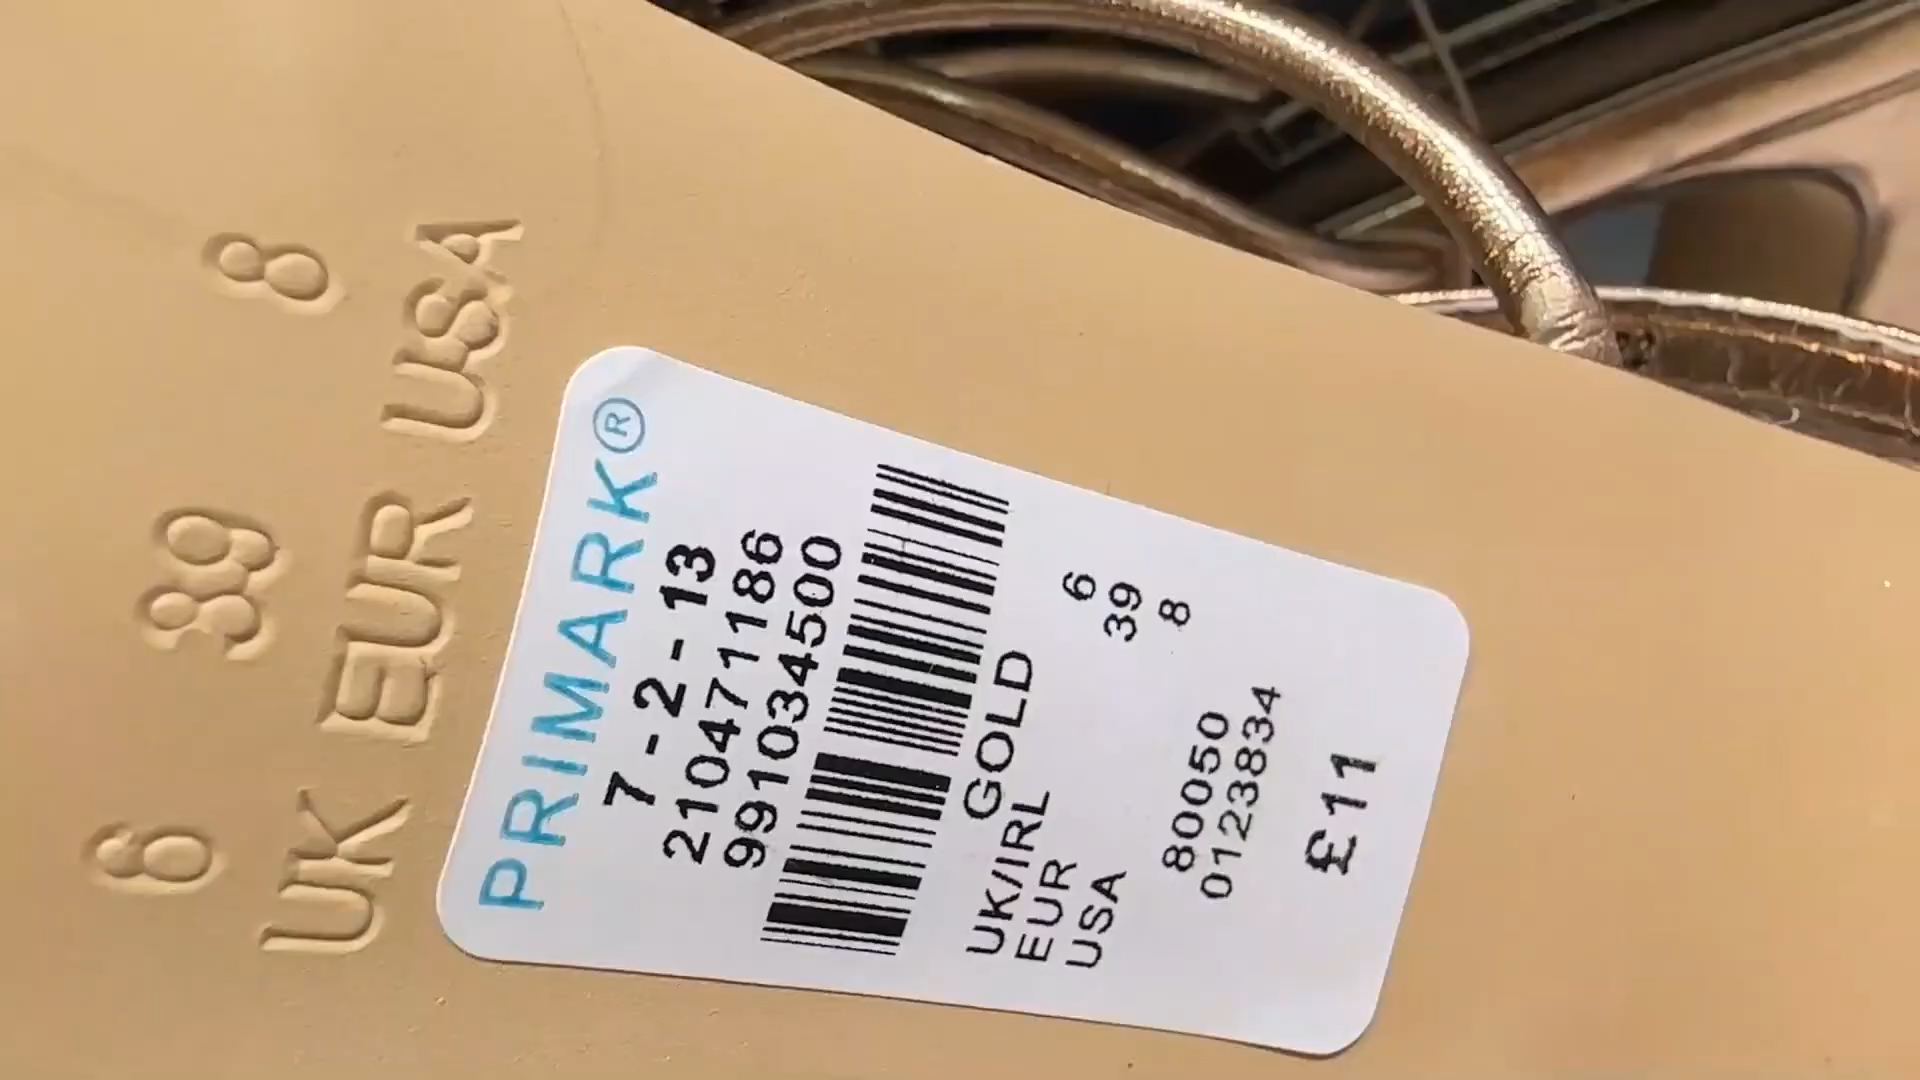 6 39 8
UK EUR USA
PRIMARK®
7 - 2 - 13
210471186
991034500
GOLD
UK/IRL 6
EUR 39
USA 8
80050
0123834
£11